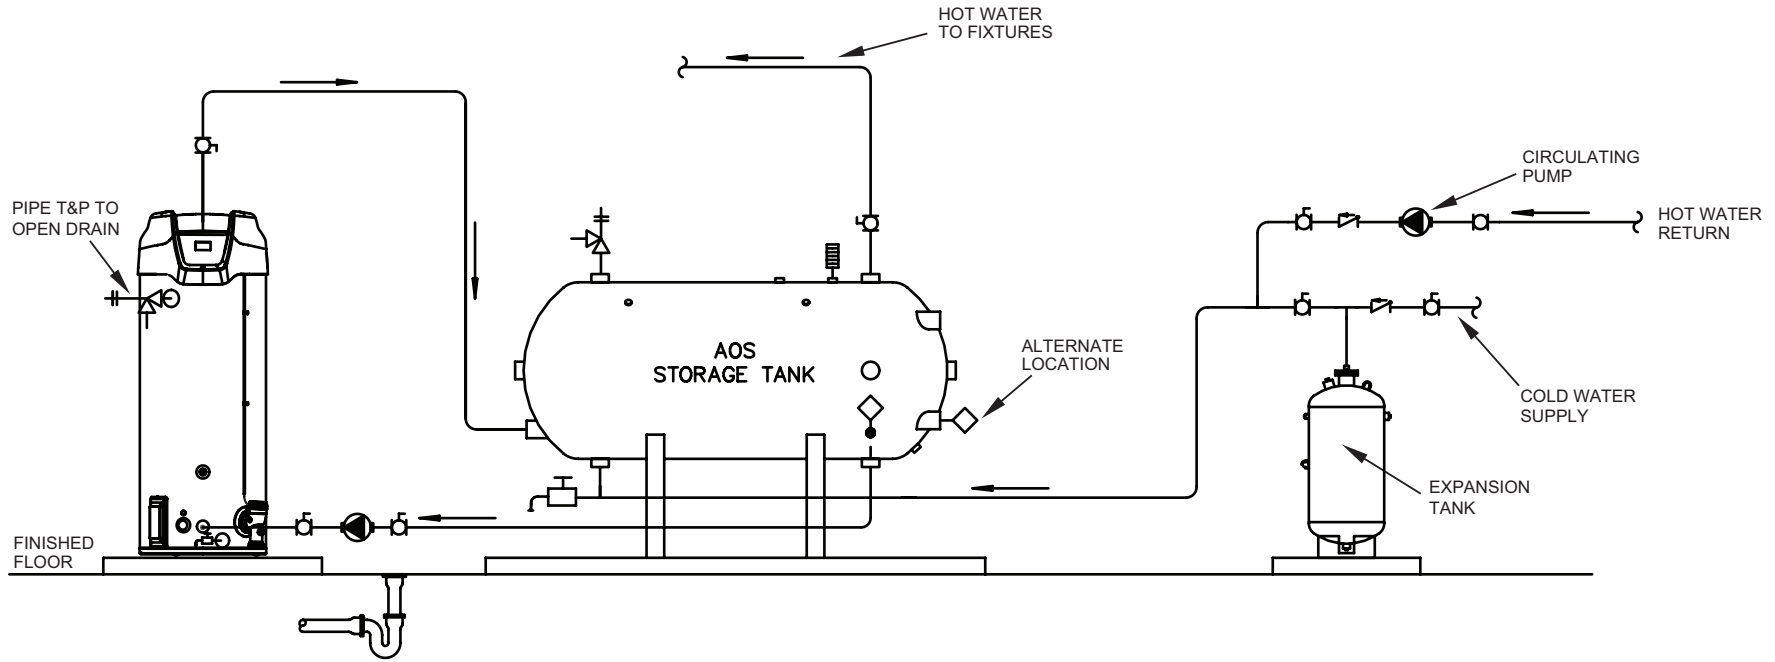 HOT WATER
TO FIXTURES
CIRCULATING
PUMP
PIPE T&P TO
OPEN DRAIN
HOT WATER
RETURN
AOS
STORAGE TANK
ALTERNATE
LOCATION
COLD WATER
SUPPLY
EXPANSION
TANK
FINISHED
FLOOR